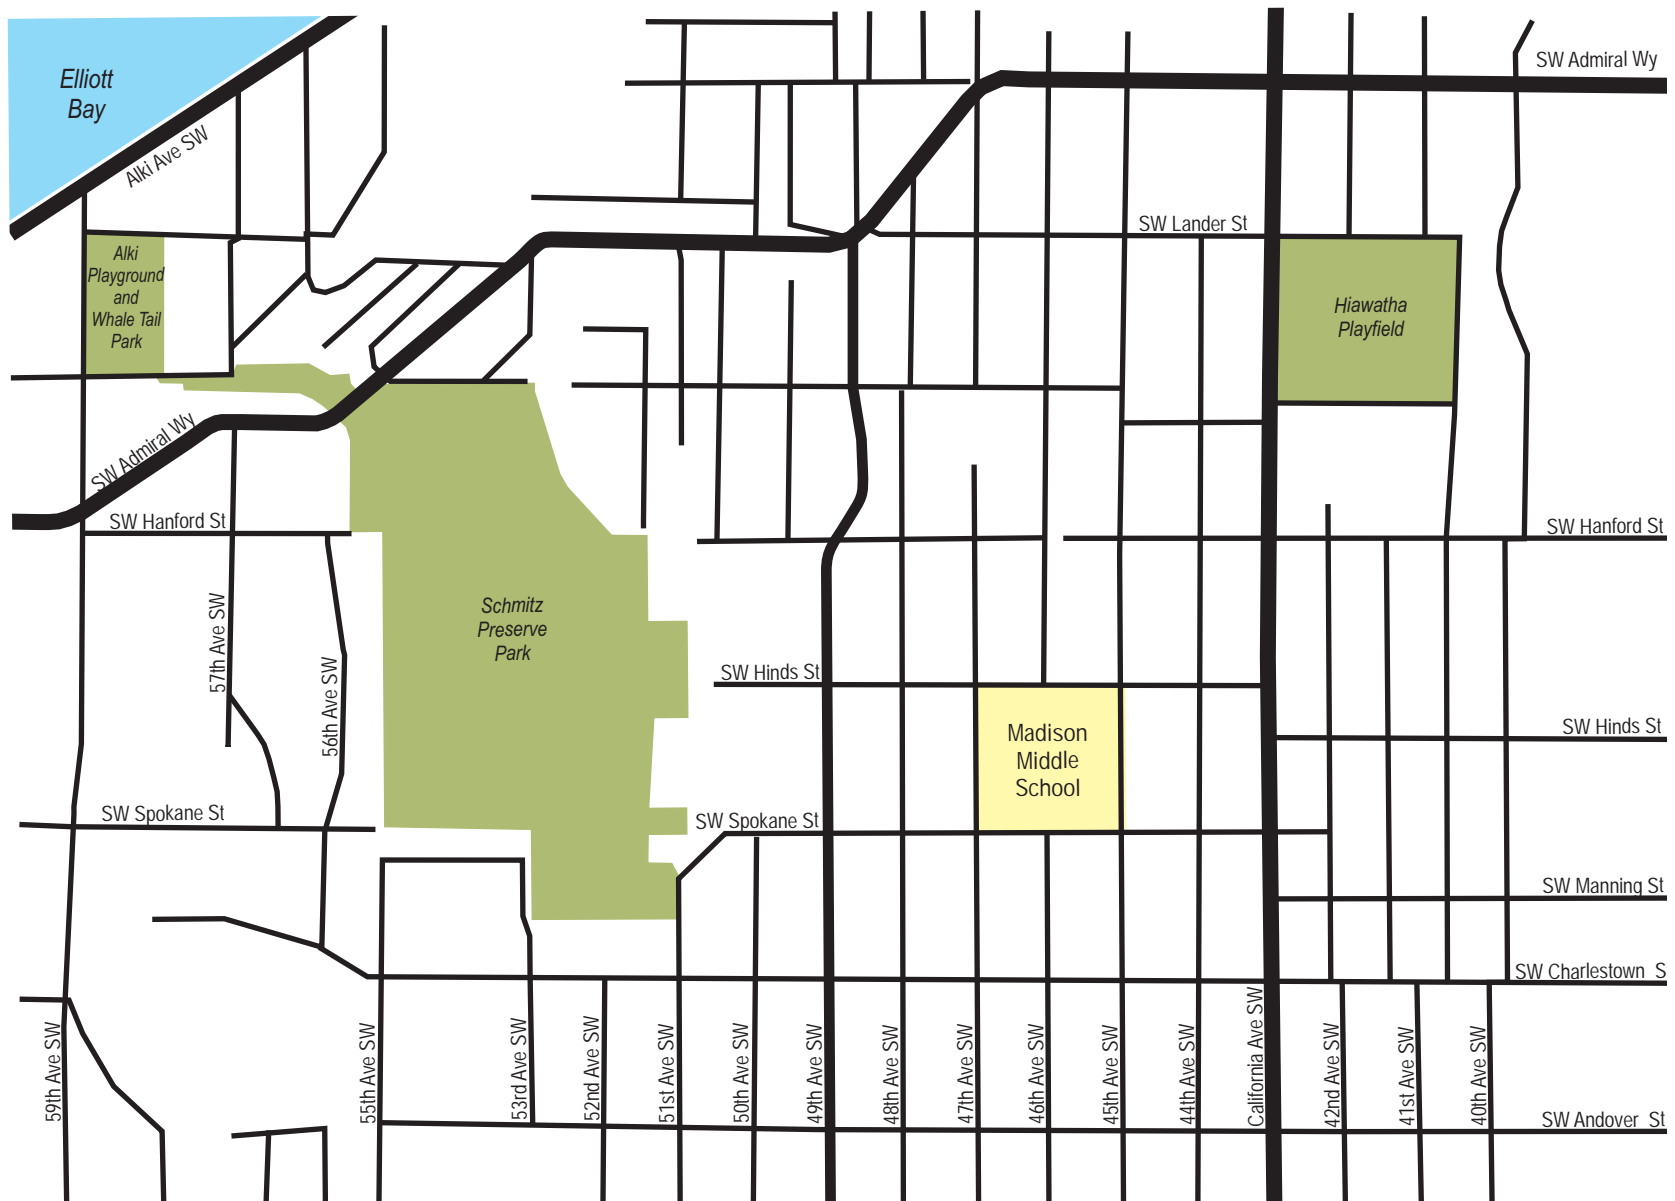 SW Admiral Wy
Elliott
Bay
Alki Ave SW
SW Lander St
Alki
Playground
and
Whale Tail
Park
Hiawatha
Playfield
SW Admiral Wy
SW Hanford St
SW Hanford St
Schmitz
Preserve
Park
57th Ave SW
56th Ave SW
SW Hinds St
SW Hinds St
Madison
Middle
School
SW Spokane St
SW Spokane St
SW Manning St
SW Charlestown S
59th Ave SW
55th Ave SW
53rd Ave SW
52nd Ave SW
51st Ave SW
50th Ave SW
49th Ave SW
48th Ave SW
47th Ave SW
46th Ave SW
45th Ave SW
44th Ave SW
California Ave SW
42nd Ave SW
41st Ave SW
40th Ave SW
SW Andover St